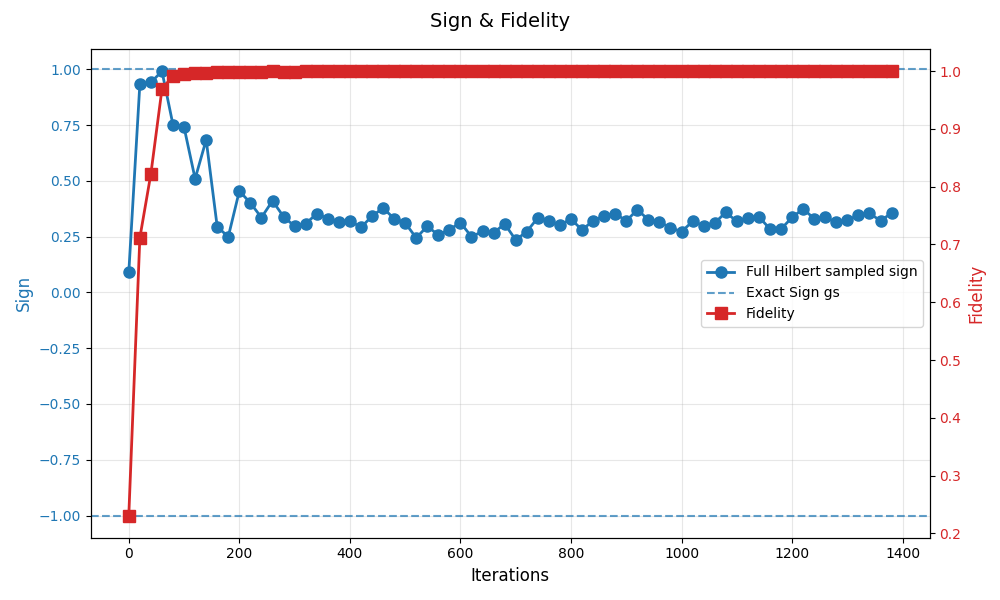 Sign & Fidelity
1.00
0.75
0.50
0.25
0.00
−0.25
−0.50
−0.75
−1.00
Sign
1.0
0.9
0.8
0.7
0.6
0.5
0.4
0.3
0.2
Fidelity
Full Hilbert sampled sign
Exact Sign gs
Fidelity
0 200 400 600 800 1000 1200 1400
Iterations